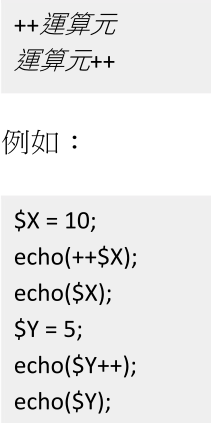 ++運算元
運算元++
例如：
$X = 10;
echo(++$X);
echo($X);
$Y = 5;
echo($Y++);
echo($Y);